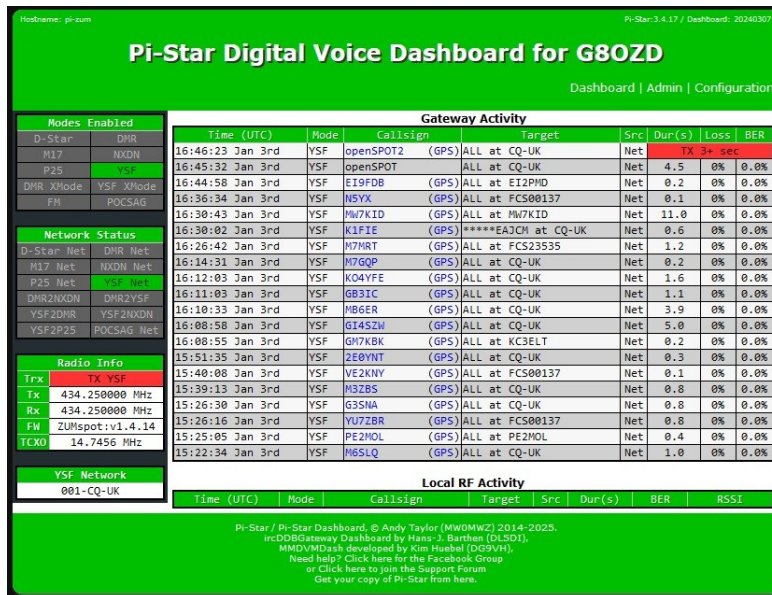 Hostname: pi-zum
Pi-Star:3.4.17 / Dashboard: 20240307
Pi-Star Digital Voice Dashboard for G8OZD
Dashboard | Admin | Configuration
Modes Enabled
D-Star DMR
M17 NXDN
P25 YSF
DMR XMode YSF XMode
FM POCSAG
Network Status
D-Star Net DMR Net
M17 Net NXDN Net
P25 Net YSF Net
DMR2NXDN DMR2YSF
YSF2DMR YSF2NXDN
YSF2P25 POCSAG Net
Radio Info
Trx TX YSF
Tx 434.250000 MHz
Rx 434.250000 MHz
FW ZUMspot:v1.4.14
TCXO 14.7456 MHz
YSF Network
001-CQ-UK
Gateway Activity
Time (UTC) Mode Callsign Target Src Dur(s) Loss BER
16:46:23 Jan 3rd YSF openSPOT2 (GPS) ALL at CQ-UK Net TX 3+ sec
16:45:32 Jan 3rd YSF openSPOT ALL at CQ-UK Net 4.5 0% 0.0%
16:44:58 Jan 3rd YSF EI9FDB (GPS) ALL at EI2PMD Net 0.2 0% 0.0%
16:36:34 Jan 3rd YSF N5YX (GPS) ALL at FCS00137 Net 0.1 0% 0.0%
16:30:43 Jan 3rd YSF MW7KID (GPS) ALL at MW7KID Net 11.0 0% 0.0%
16:30:02 Jan 3rd YSF K1FIE (GPS) *****EAJCM at CQ-UK Net 0.6 0% 0.0%
16:26:42 Jan 3rd YSF M7MRT (GPS) ALL at FCS23535 Net 1.2 0% 0.0%
16:14:31 Jan 3rd YSF M7GQP (GPS) ALL at CQ-UK Net 0.2 0% 0.0%
16:12:03 Jan 3rd YSF KO4YFE (GPS) ALL at CQ-UK Net 1.6 0% 0.0%
16:11:03 Jan 3rd YSF GB3IC (GPS) ALL at CQ-UK Net 1.1 0% 0.0%
16:10:33 Jan 3rd YSF MB6ER (GPS) ALL at CQ-UK Net 3.9 0% 0.0%
16:08:58 Jan 3rd YSF GI4SZW (GPS) ALL at CQ-UK Net 5.0 0% 0.0%
16:08:55 Jan 3rd YSF GM7KBK (GPS) ALL at KC3ELT Net 0.2 0% 0.0%
15:51:35 Jan 3rd YSF 2E0YNT (GPS) ALL at CQ-UK Net 0.3 0% 0.0%
15:40:08 Jan 3rd YSF VE2KNY (GPS) ALL at FCS00137 Net 0.1 0% 0.0%
15:39:13 Jan 3rd YSF M3ZBS (GPS) ALL at CQ-UK Net 0.8 0% 0.0%
15:26:30 Jan 3rd YSF G3SNA (GPS) ALL at CQ-UK Net 0.8 0% 0.0%
15:26:16 Jan 3rd YSF YU7ZBR (GPS) ALL at FCS00137 Net 0.8 0% 0.0%
15:25:05 Jan 3rd YSF PE2MOL (GPS) ALL at PE2MOL Net 0.4 0% 0.0%
15:22:34 Jan 3rd YSF M6SLQ (GPS) ALL at CQ-UK Net 1.0 0% 0.0%
Local RF Activity
Time (UTC) Mode Callsign Target Src Dur(s) BER RSSI
Pi-Star / Pi-Star Dashboard, © Andy Taylor (MW0MWZ) 2014-2025.
ircDDBGateway Dashboard by Hans-J. Barthen (DL5DI),
MMDVMDash developed by Kim Huebel (DG9VH),
Need help? Click here for the Facebook Group
or Click here to join the Support Forum
Get your copy of Pi-Star from here.